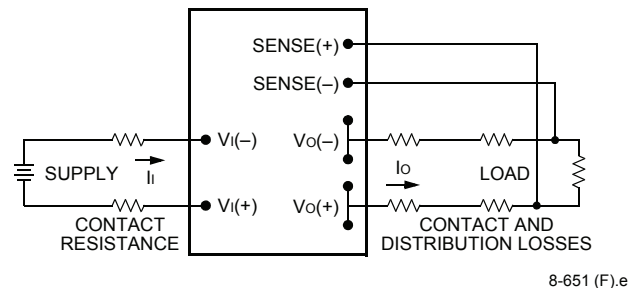 SENSE(+)
SENSE(–)
VI(–)
VO(–)
SUPPLY
II
IO
LOAD
VI(+)
VO(+)
CONTACT
RESISTANCE
CONTACT AND
DISTRIBUTION LOSSES
8-651 (F).e